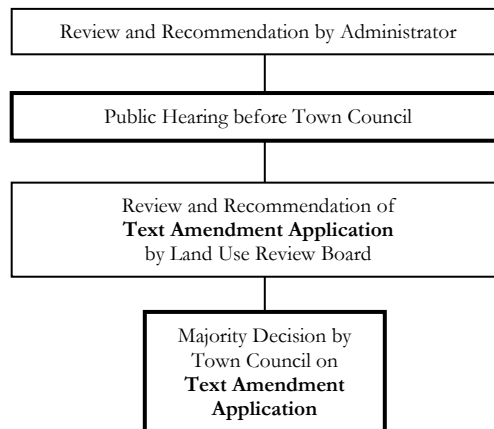 Review and Recommendation by Administrator
Public Hearing before Town Council
Review and Recommendation of
Text Amendment Application
by Land Use Review Board
Majority Decision by
Town Council on
Text Amendment
Application